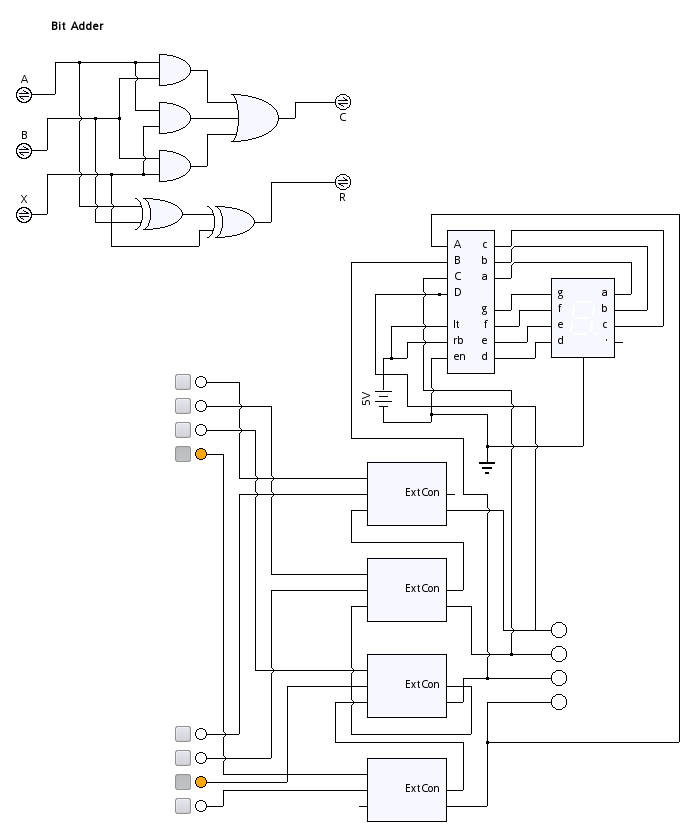 Bit Adder
A
B
X
C
R
A c
B b
C a
D
g
lt f
rb e
en d
g a
f b
e c
d .
5V
ExtCon
ExtCon
ExtCon
ExtCon